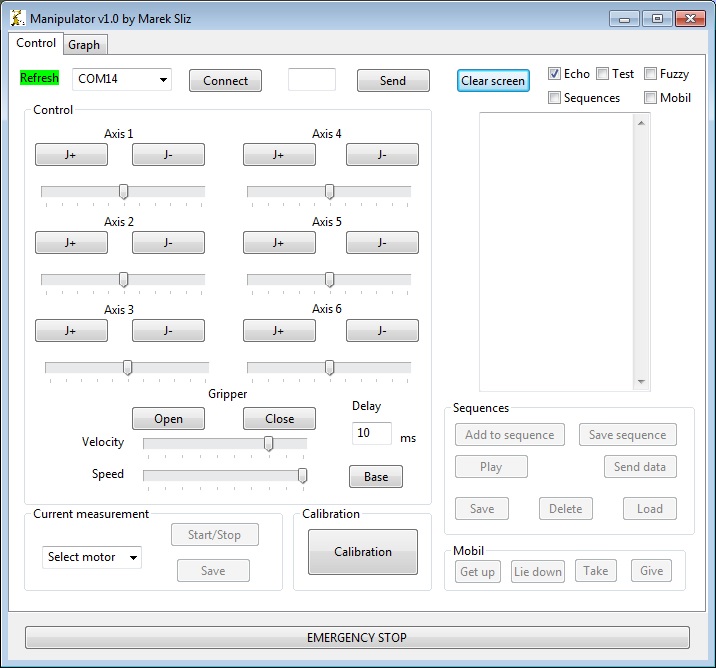 Manipulator v1.0 by Marek Sliz
Control Graph
Refresh COM14 Connect Send Clear screen Echo Test Fuzzy
Sequences Mobil
Control
Axis 1 Axis 4
J+ J- J+ J-
Axis 2 Axis 5
J+ J- J+ J-
Axis 3 Axis 6
J+ J- J+ J-
Gripper
Open Close Delay
Velocity 10 ms
Speed Base
Sequences
Add to sequence Save sequence
Play Send data
Save Delete Load
Current measurement
Start/Stop
Select motor
Save
Calibration
Calibration
Mobil
Get up Lie down Take Give
EMERGENCY STOP